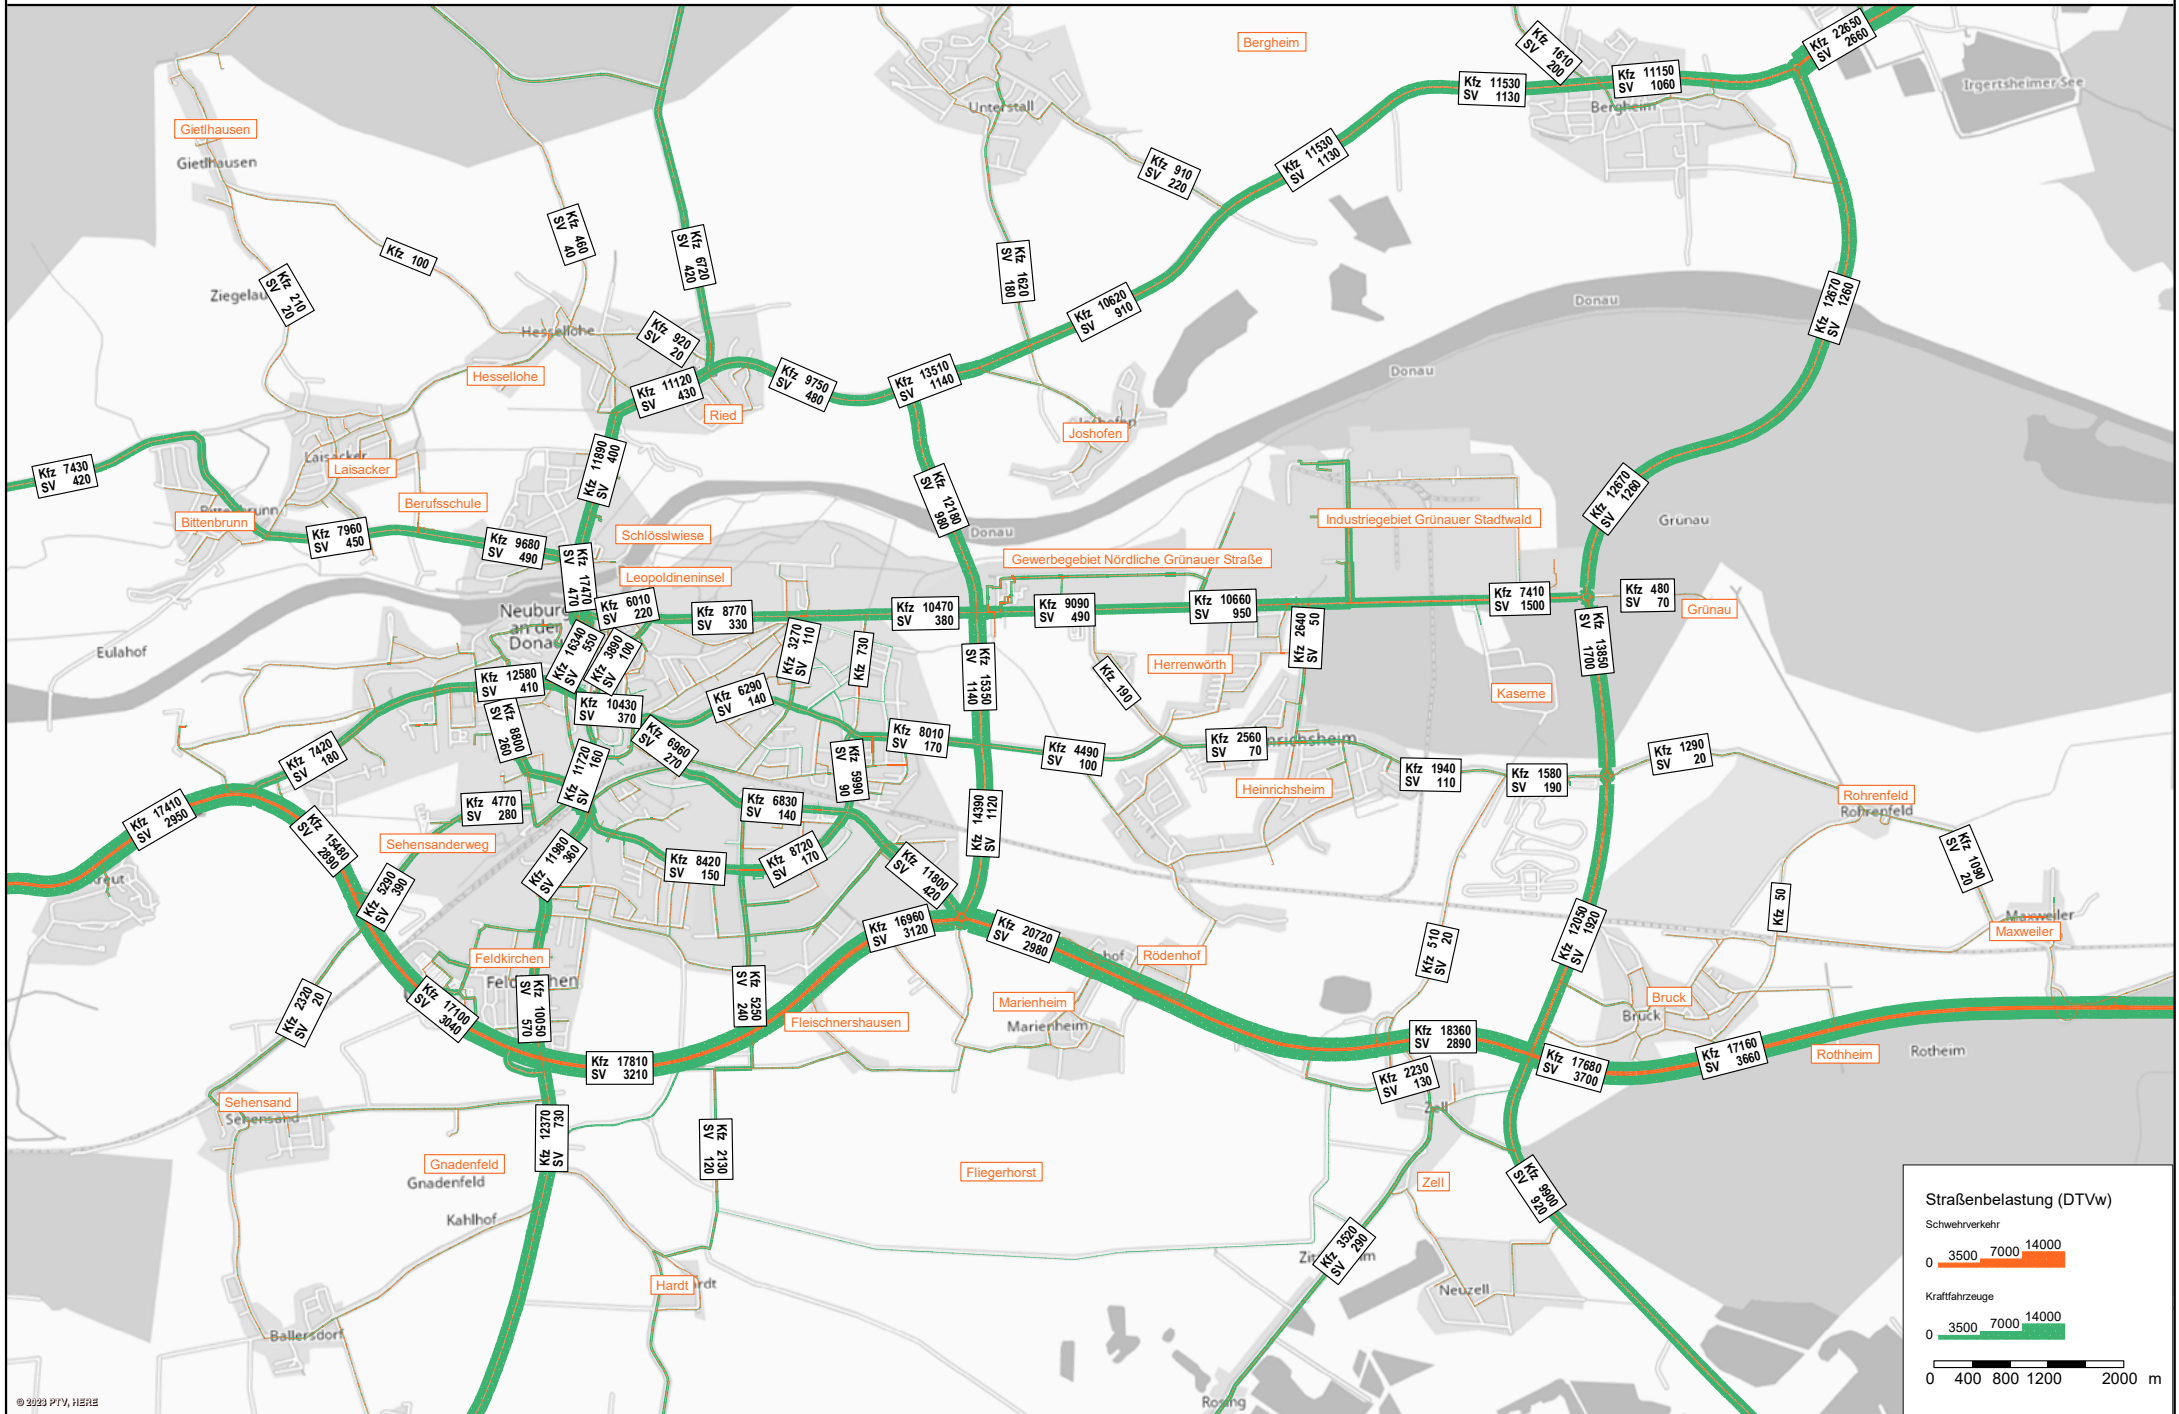 Bergheim
Kfz 22650
SV 2660
Kfz 1610
SV 200
Kfz 11530
SV 1130
Kfz 11150
SV 1060
Irgertsheimer See
Unterstall
Bergheim
Gietlhausen
Gietlhausen
Kfz 11530
SV 1130
Kfz 910
SV 220
Kfz 460
SV 40
Kfz 6720
SV 420
Kfz 100
Kfz 1620
SV 180
Kfz 210
SV 20
Kfz 10620
SV 910
Donau
Kfz 12670
SV 1260
Hessellohe
Kfz 920
SV 20
Hessellohe
Kfz 11120
SV 430
Ried
Kfz 9750
SV 480
Kfz 13510
SV 1140
Donau
Joshofen
Kfz 7430
SV 420
Laisacker
Kfz 11890
SV 400
Berufsschule
Bittenbrunn
Kfz 7960
SV 450
Kfz 9680
SV 490
Schlösslwiese
Kfz 12180
SV 980
Donau
Industriegebiet Grünauer Stadtwald
Kfz 12670
SV 1260
Grünau
Gewerbegebiet Nördliche Grünauer Straße
Leopoldineninsel
Kfz 17470
SV 470
Kfz 6010
SV 220
Kfz 8770
SV 330
Kfz 10470
SV 380
Kfz 9090
SV 490
Kfz 10660
SV 950
Kfz 7410
SV 1500
Kfz 480
SV 70
Grünau
an der
Eulahof
Kfz 16340
SV 550
Kfz 3890
SV 100
Kfz 3270
SV 110
Kfz 730
Kfz 15350
SV 1140
Herrenwörth
Kfz 2640
SV 50
Kfz 13850
SV 1700
Kfz 12580
SV 410
Kfz 190
Kaserne
Kfz 8800
SV 260
Kfz 10430
SV 370
Kfz 6290
SV 140
Kfz 6960
SV 270
Kfz 8010
SV 170
Kfz 4490
SV 100
Kfz 2560
SV 70
Kfz 7420
SV 180
Kfz 11720
SV 160
Kfz 5990
SV 90
Heinrichsheim
Kfz 1940
SV 110
Kfz 1580
SV 190
Kfz 1290
SV 20
Rohrenfeld
Rohrenfeld
Kfz 17410
SV 2950
Kfz 15480
SV 2890
Kfz 4770
SV 280
Sehensanderweg
Kfz 6830
SV 140
Kfz 14390
SV 1120
Kfz 11980
SV 360
Kfz 8420
SV 150
Kfz 8720
SV 170
Kfz 11800
SV 420
Kfz 5290
SV 390
Kfz 1090
SV 20
Kfz 50
Maxweiler
Maxweiler
Kfz 16960
SV 3120
Kfz 20720
SV 2980
Kfz 510
SV 20
Kfz 12050
SV 1920
Rödenhof
Feldkirchen
Kfz 2320
SV 20
Kfz 17100
SV 3040
Kfz 10050
SV 570
Kfz 5250
SV 240
Fleischnershausen
Marienheim
Marienheim
Bruck
Bruck
Kfz 18360
SV 2890
Kfz 17680
SV 3700
Kfz 17160
SV 3660
Rothheim
Rotheim
Kfz 17810
SV 3210
Kfz 2230
SV 130
Sehensand
Sehensand
Zell
Kfz 12370
SV 730
Kfz 2130
SV 120
Gnadenfeld
Gnadenfeld
Fliegerhorst
Zell
Kfz 9900
SV 920
Kahlhof
Kfz 3520
SV 290
Hardt
Neuzell
Ballersdorf
Straßenbelastung (DTVw)
Schwehrverkehr
0 3500 7000 14000
Kraftfahrzeuge
0 3500 7000 14000
0 400 800 1200 2000 m
© 2023 PTV, HERE